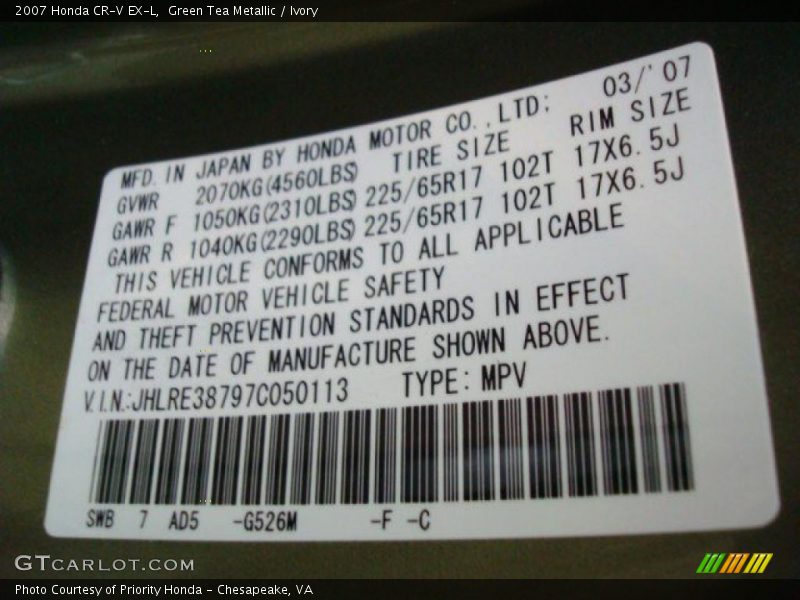 2007 Honda CR-V EX-L,  Green Tea Metallic / Ivory
MFD. IN JAPAN BY HONDA MOTOR CO.,LTD; 03/'07
GVWR 2070KG(4560LBS) TIRE SIZE RIM SIZE
GAWR F 1050KG(2310LBS) 225/65R17 102T 17X6.5J
GAWR R 1040KG(2290LBS) 225/65R17 102T 17X6.5J
THIS VEHICLE CONFORMS TO ALL APPLICABLE
FEDERAL MOTOR VEHICLE SAFETY
AND THEFT PREVENTION STANDARDS IN EFFECT
ON THE DATE OF MANUFACTURE SHOWN ABOVE.
V.I.N.:JHLRE38797C050113 TYPE: MPV
SWB 7 AD5 -G526M -F -C
GTCARLOT.COM
Photo Courtesy of Priority Honda - Chesapeake, VA